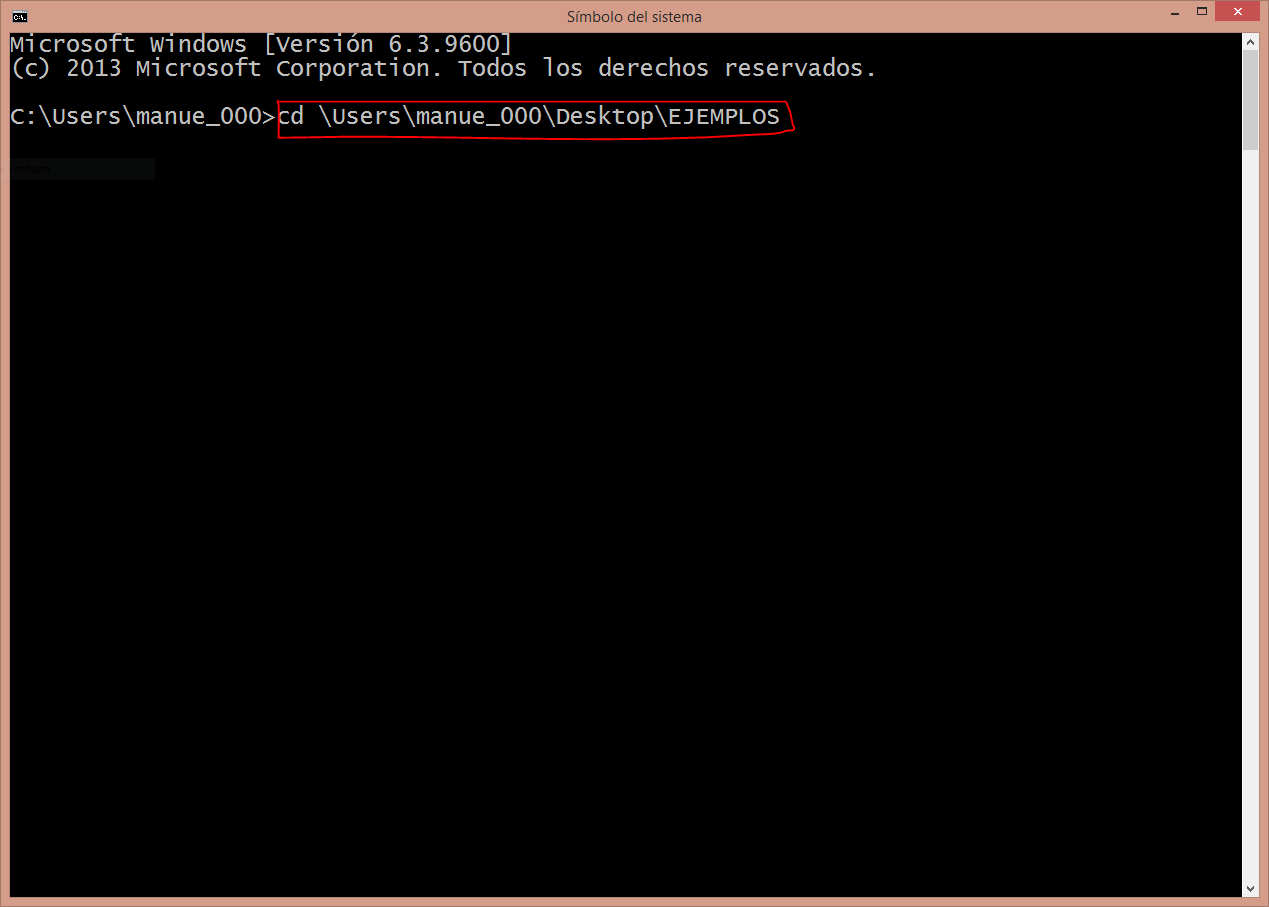 Símbolo del sistema
Microsoft Windows [Versión 6.3.9600]
(c) 2013 Microsoft Corporation. Todos los derechos reservados.
C:\Users\manue_000>cd \Users\manue_000\Desktop\EJEMPLOS